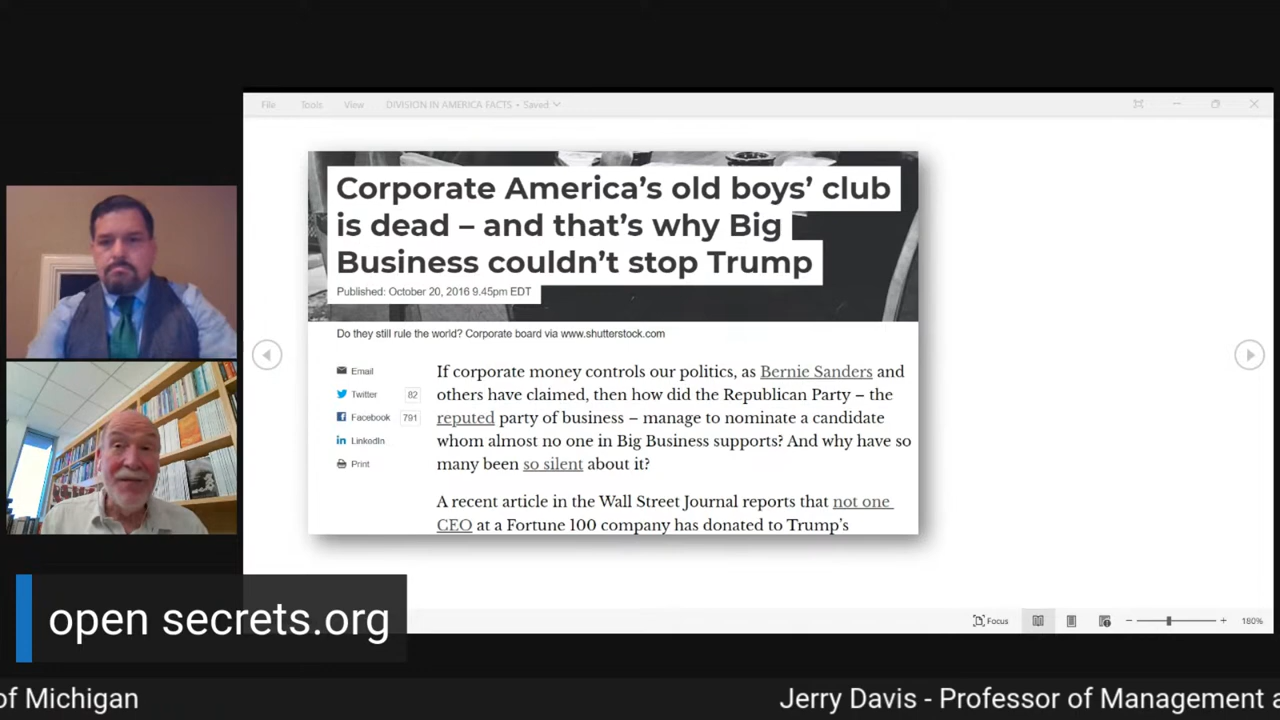 File Tools View DIVISION IN AMERICA FACTS • Saved
Corporate America's old boys' club
is dead – and that's why Big
Business couldn't stop Trump
Published: October 20, 2016 9.45pm EDT
Do they still rule the world? Corporate board via www.shutterstock.com
Email
Twitter 82
Facebook 791
LinkedIn
Print
If corporate money controls our politics, as Bernie Sanders and
others have claimed, then how did the Republican Party – the
reputed party of business – manage to nominate a candidate
whom almost no one in Big Business supports? And why have so
many been so silent about it?
A recent article in the Wall Street Journal reports that not one
CEO at a Fortune 100 company has donated to Trump's
open secrets.org
Focus
180%
of Michigan
Jerry Davis - Professor of Management a